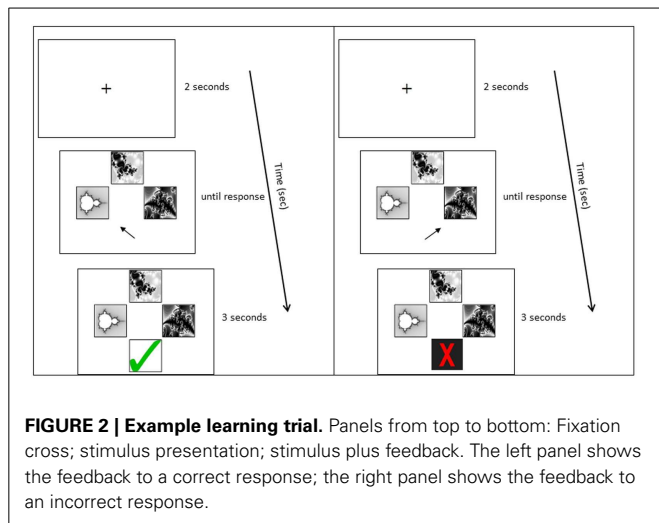 2 seconds
until response
3 seconds
Time (sec)
2 seconds
until response
3 seconds
Time (sec)
X
FIGURE 2 | Example learning trial. Panels from top to bottom: Fixation
cross; stimulus presentation; stimulus plus feedback. The left panel shows
the feedback to a correct response; the right panel shows the feedback to
an incorrect response.